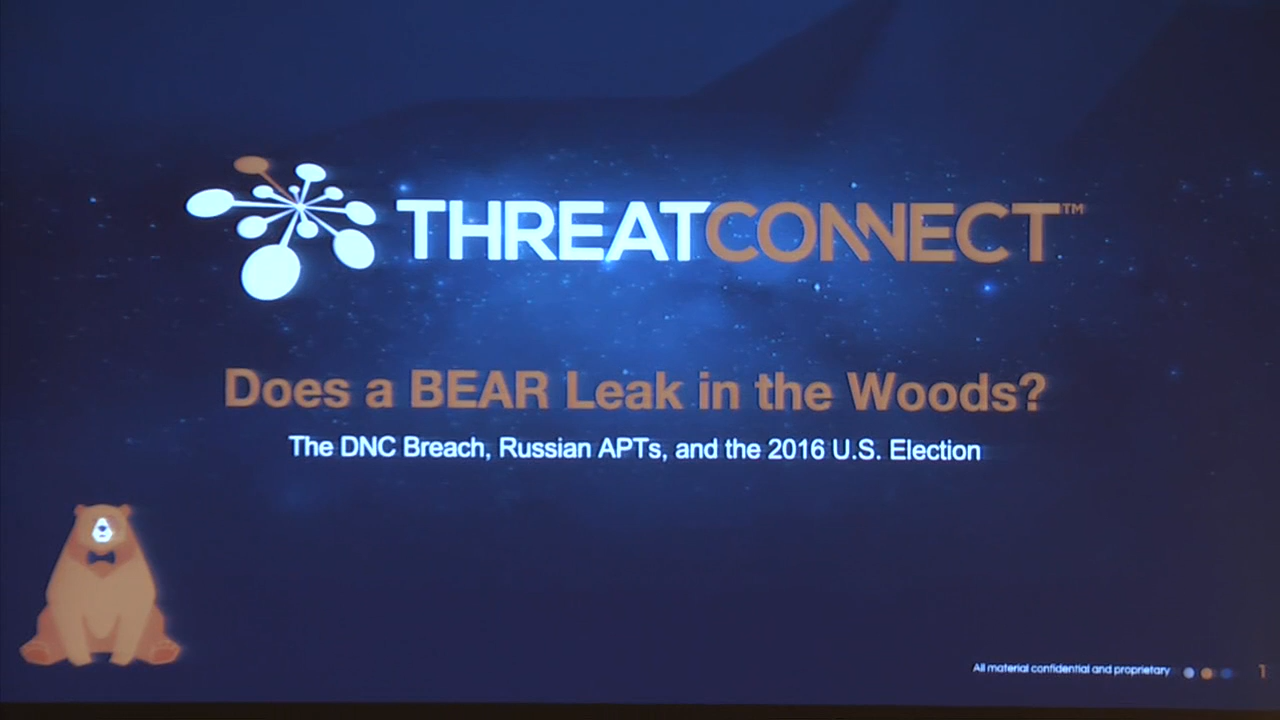 THREATCONNECT™
Does a BEAR Leak in the Woods?
The DNC Breach, Russian APTs, and the 2016 U.S. Election
All material confidential and proprietary
1